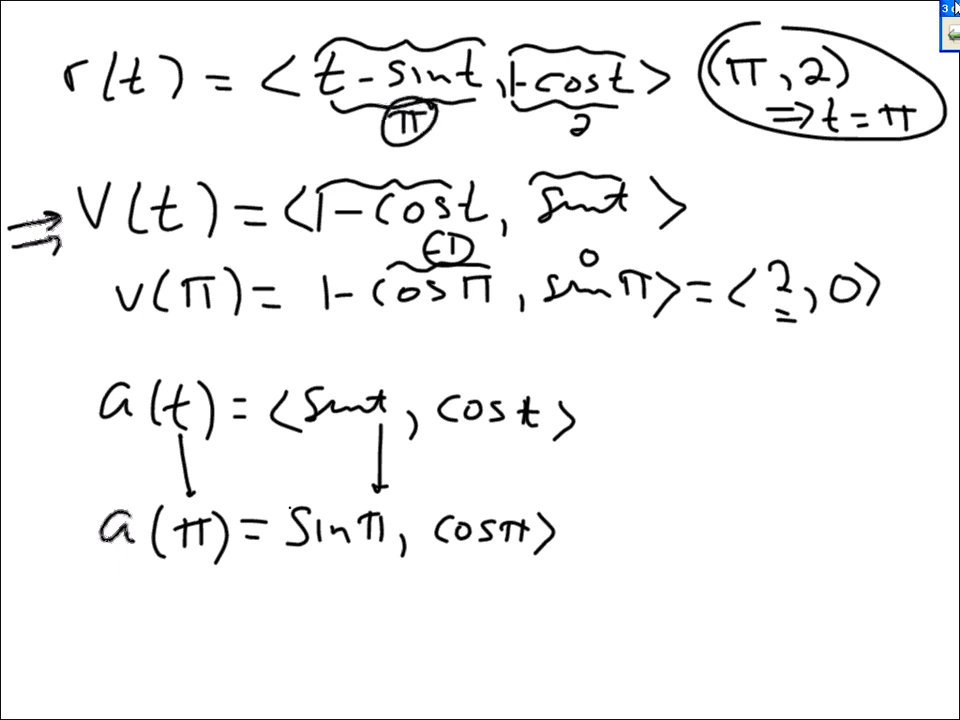 r(t) = < t - sint , 1-cost > (π, 2)
π 2 ⇒ t = π
⇒ V(t) = < 1 - cost, sint >
(-1) 0
v(π) = 1 - cosπ, sinπ> = < 2, 0>
a(t) = < sint, cost>
a(π) = sinπ, cosπ>